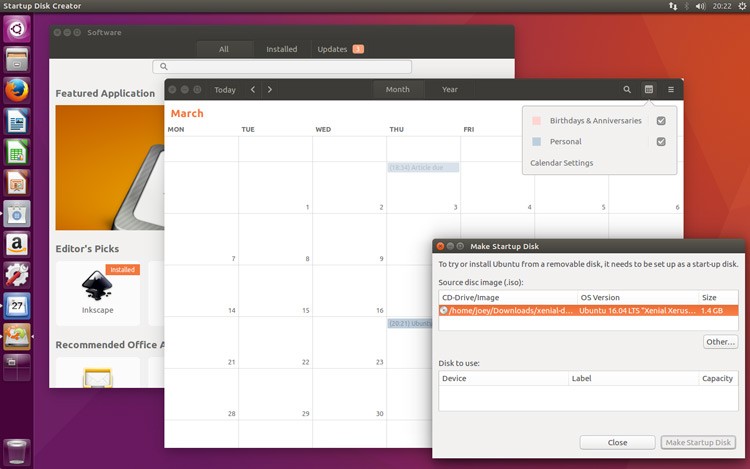 Startup Disk Creator
20:22
Software
All Installed Updates 3
Featured Application
Editor's Picks
Installed
Inkscape
Recommended Office A
Today Month Year
March
MON TUE WED THU FRI
(18:14) Article due
1 2 3 4 5 6
7 8 9
14 15 16
(20:21) Ubuntu
21 22 23
28 29 30
Birthdays & Anniversaries
Personal
Calendar Settings
27
Make Startup Disk
To try or install Ubuntu from a removable disk, it needs to be set up as a start-up disk.
Source disc image (.iso):
CD-Drive/Image OS Version Size
/home/joey/Downloads/xenial-d... Ubuntu 16.04 LTS "Xenial Xerus... 1.4 GB
Other...
Disk to use:
Device Label Capacity
Close Make Startup Disk